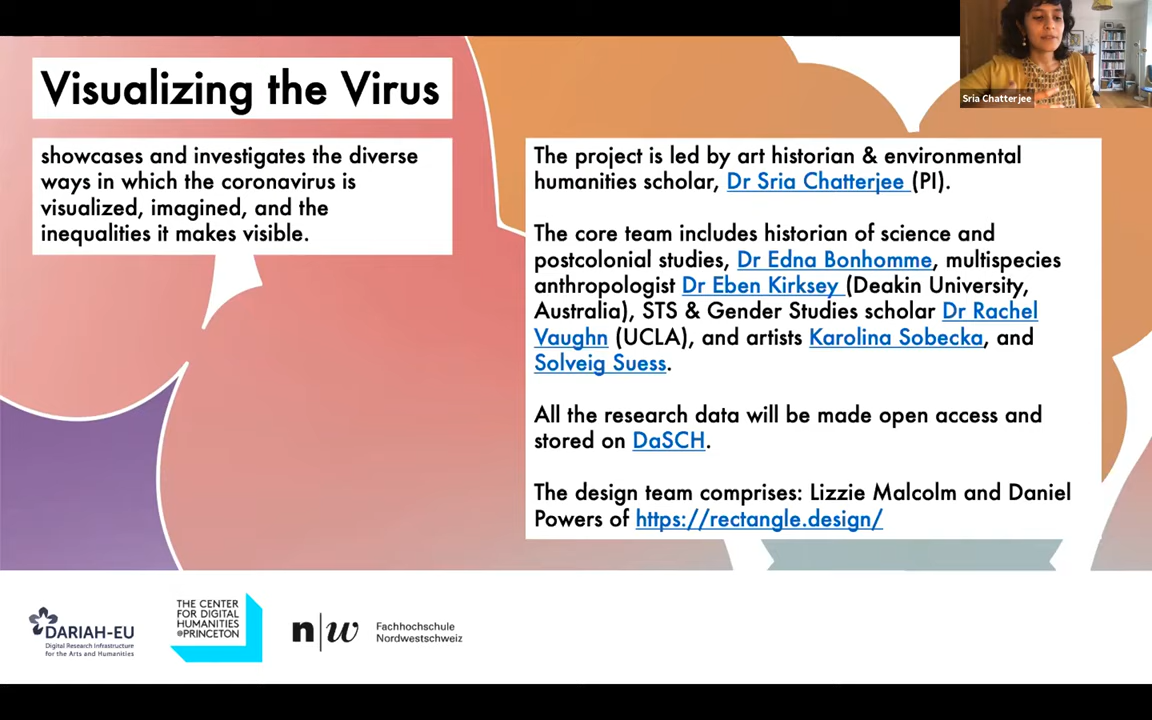 Visualizing the Virus
showcases and investigates the diverse
ways in which the coronavirus is
visualized, imagined, and the
inequalities it makes visible.
The project is led by art historian & environmental
humanities scholar, Dr Sria Chatterjee (PI).
The core team includes historian of science and
postcolonial studies, Dr Edna Bonhomme, multispecies
anthropologist Dr Eben Kirksey (Deakin University,
Australia), STS & Gender Studies scholar Dr Rachel
Vaughn (UCLA), and artists Karolina Sobecka, and
Solveig Suess.
All the research data will be made open access and
stored on DaSCH.
The design team comprises: Lizzie Malcolm and Daniel
Powers of https://rectangle.design/
Sria Chatterjee
DARIAH-EU
Digital Research Infrastructure
for the Arts and Humanities
THE CENTER
FOR DIGITAL
HUMANITIES
@PRINCETON
n|w
Fachhochschule
Nordwestschweiz